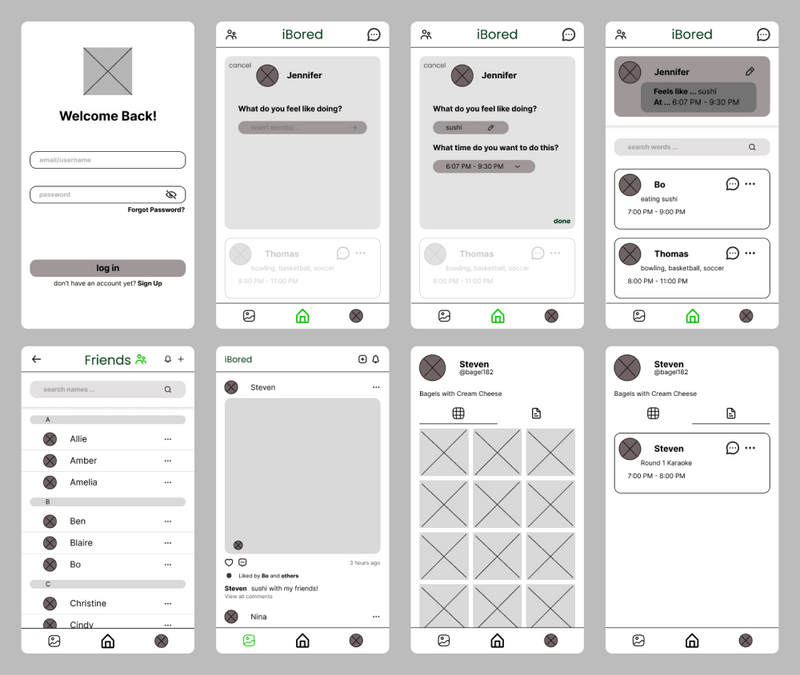 Welcome Back!
email/username
password
Forgot Password?
log in
don't have an account yet? Sign Up
iBored
cancel
Jennifer
What do you feel like doing?
insert word(s)...
Thomas
bowling, basketball, soccer
8:00 PM - 11:00 PM
iBored
cancel
Jennifer
What do you feel like doing?
sushi
What time do you want to do this?
6:07 PM - 9:30 PM
done
Thomas
bowling, basketball, soccer
8:00 PM - 11:00 PM
iBored
Jennifer
Feels like ... sushi
At ... 6:07 PM - 9:30 PM
search words ...
Bo
eating sushi
7:00 PM - 9:00 PM
Thomas
bowling, basketball, soccer
8:00 PM - 11:00 PM
Friends
search names ...
A
Allie
Amber
Amelia
B
Ben
Blaire
Bo
C
Christine
Cindy
iBored
Steven
3 hours ago
Liked by Bo and others
Steven sushi with my friends!
View all comments
Nina
Steven
@bagel182
Bagels with Cream Cheese
Steven
@bagel182
Bagels with Cream Cheese
Steven
Round 1 Karaoke
7:00 PM - 8:00 PM